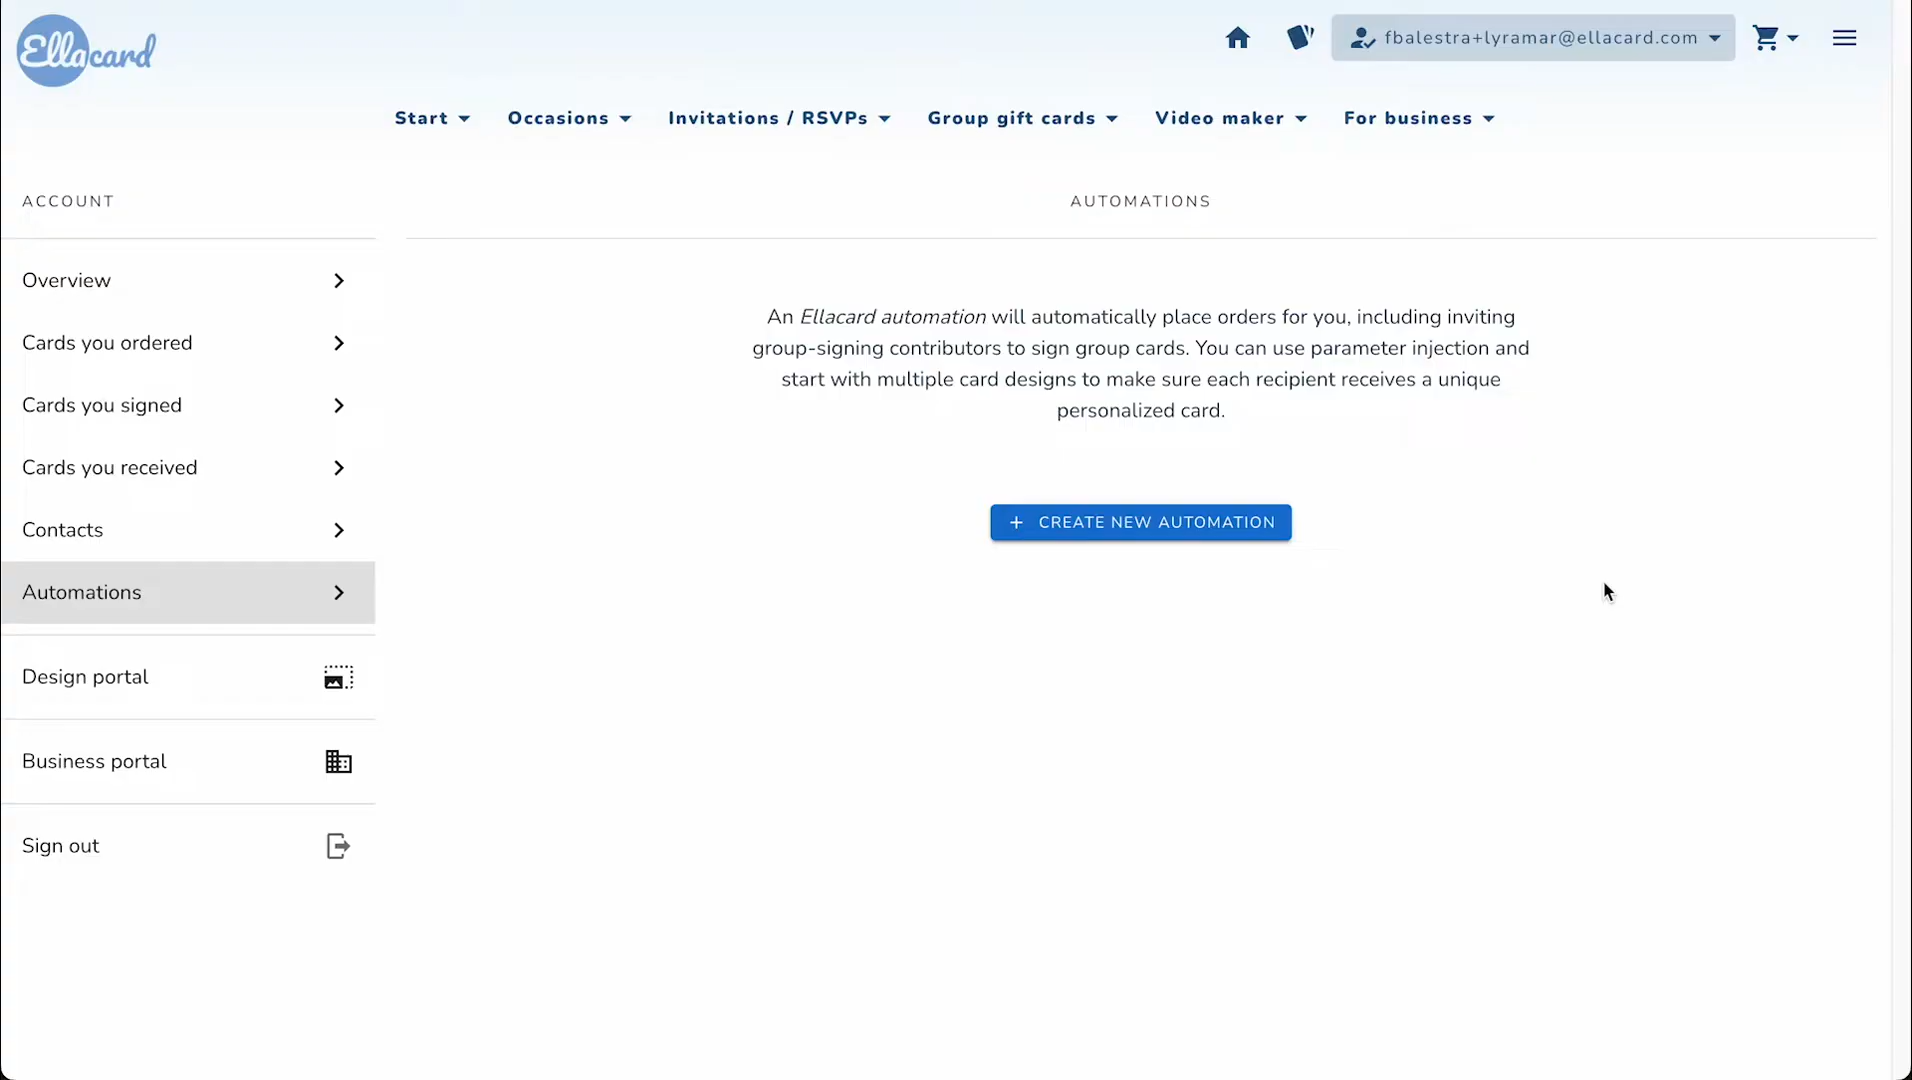 Ellacard
fbalestra+lyramar@ellacard.com
Start
Occasions
Invitations / RSVPs
Group gift cards
Video maker
For business
ACCOUNT
Overview
Cards you ordered
Cards you signed
Cards you received
Contacts
Automations
Design portal
Business portal
Sign out
AUTOMATIONS
An Ellacard automation will automatically place orders for you, including inviting
group-signing contributors to sign group cards. You can use parameter injection and
start with multiple card designs to make sure each recipient receives a unique
personalized card.
+ CREATE NEW AUTOMATION